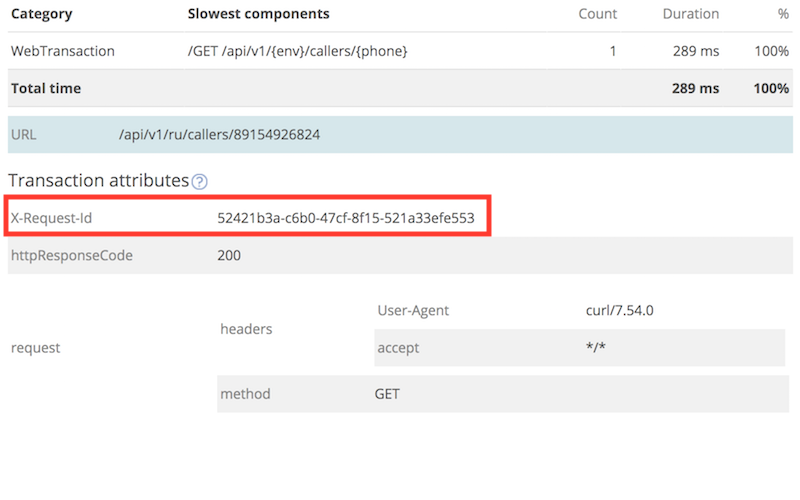 Category Slowest components Count Duration %
WebTransaction /GET /api/v1/{env}/callers/{phone} 1 289 ms 100%
Total time 289 ms 100%
URL /api/v1/ru/callers/89154926824
Transaction attributes ?
X-Request-Id 52421b3a-c6b0-47cf-8f15-521a33efe553
httpResponseCode 200
request headers User-Agent curl/7.54.0
accept */*
method GET